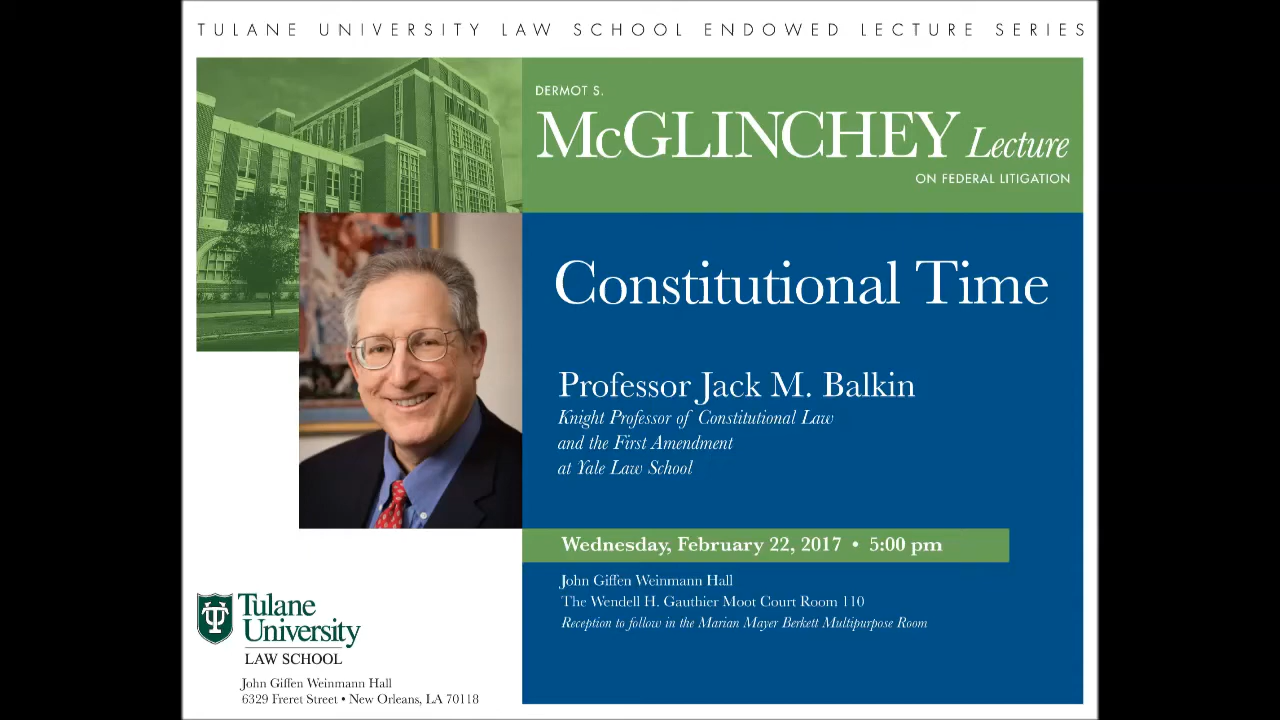 TULANE UNIVERSITY LAW SCHOOL ENDOWED LECTURE SERIES
DERMOT S.
McGLINCHEY Lecture
ON FEDERAL LITIGATION
Constitutional Time
Professor Jack M. Balkin
Knight Professor of Constitutional Law
and the First Amendment
at Yale Law School
Wednesday, February 22, 2017 • 5:00 pm
John Giffen Weinmann Hall
The Wendell H. Gauthier Moot Court Room 110
Reception to follow in the Marian Mayer Berkett Multipurpose Room
Tulane
University
LAW SCHOOL
John Giffen Weinmann Hall
6329 Freret Street • New Orleans, LA 70118